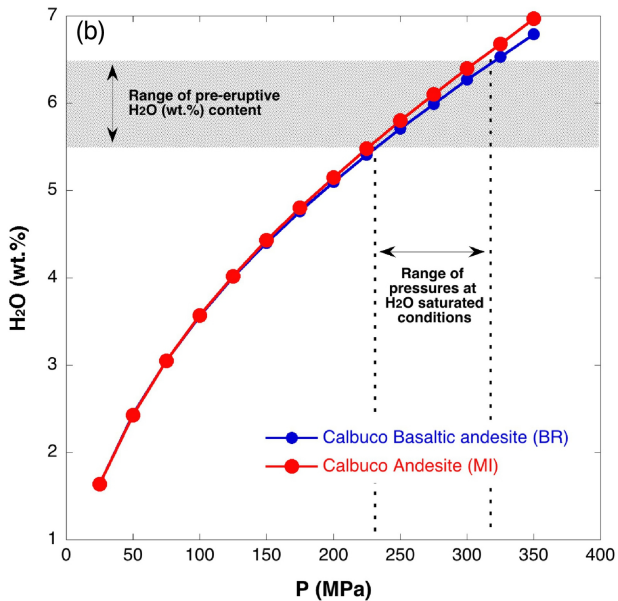 7
(b)
Range of pre-eruptive
H2O (wt.%) content
6
5
Range of
pressures at
H2O saturated
conditions
4
H2O (wt.%)
3
Calbuco Basaltic andesite (BR)
Calbuco Andesite (MI)
2
1
0 50 100 150 200 250 300 350 400
P (MPa)